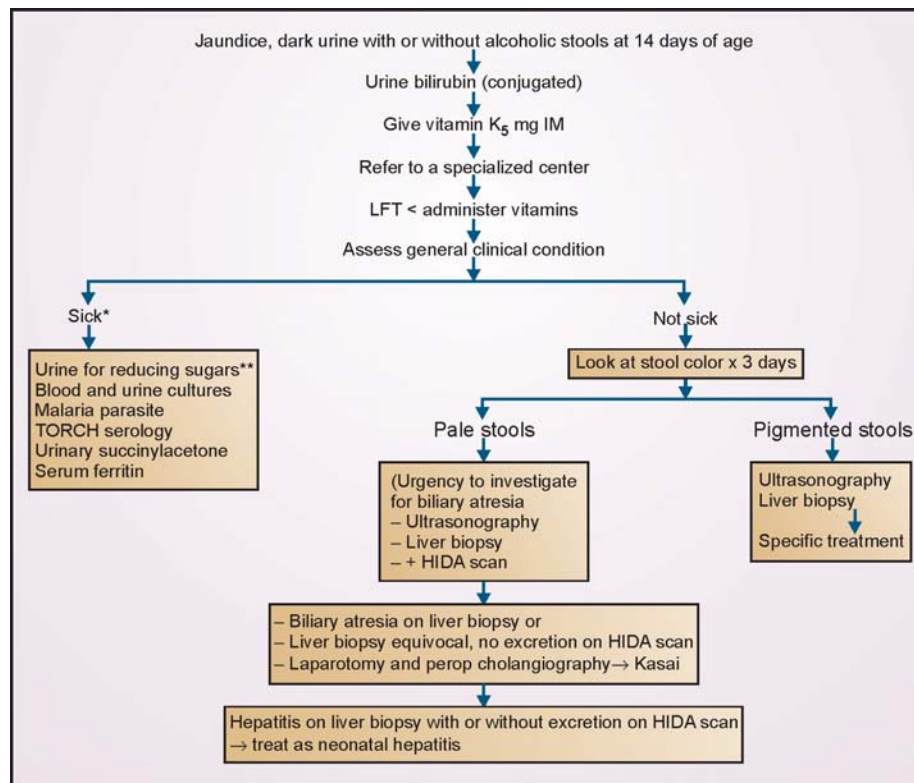 Jaundice, dark urine with or without alcoholic stools at 14 days of age
Urine bilirubin (conjugated)
Give vitamin K5 mg IM
Refer to a specialized center
LFT < administer vitamins
Assess general clinical condition
Sick*
Urine for reducing sugars**
Blood and urine cultures
Malaria parasite
TORCH serology
Urinary succinylacetone
Serum ferritin
Not sick
Look at stool color x 3 days
Pale stools
(Urgency to investigate
for biliary atresia
– Ultrasonography
– Liver biopsy
– + HIDA scan
Pigmented stools
Ultrasonography
Liver biopsy
Specific treatment
– Biliary atresia on liver biopsy or
– Liver biopsy equivocal, no excretion on HIDA scan
– Laparotomy and perop cholangiography→ Kasai
Hepatitis on liver biopsy with or without excretion on HIDA scan
→ treat as neonatal hepatitis